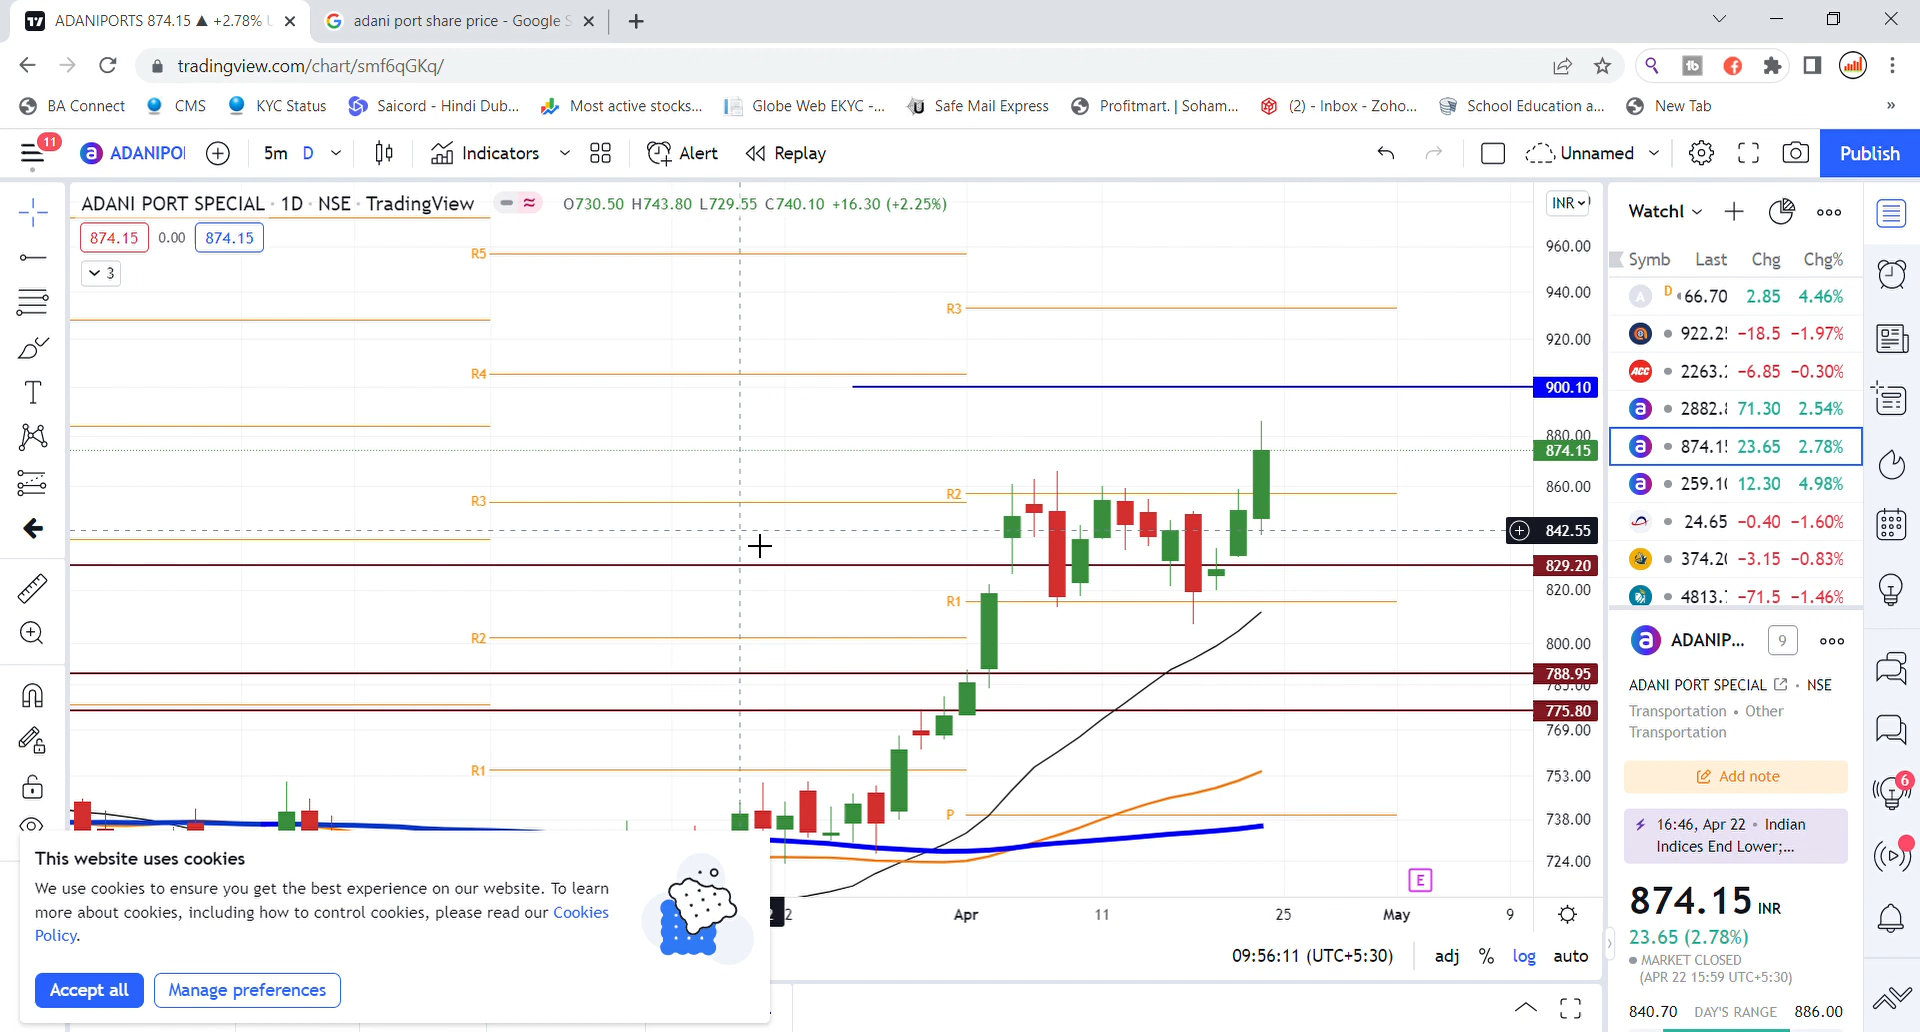 ADANIPORTS 874.15 ▲ +2.78%
adani port share price - Google S
tradingview.com/chart/smf6qGKq/
BA Connect
CMS
KYC Status
Saicord - Hindi Dub...
Most active stocks...
Globe Web EKYC -...
Safe Mail Express
Profitmart. | Soham...
(2) - Inbox - Zoho...
School Education a...
New Tab
»
11
ADANIPO
5m D
Indicators
Alert
Replay
Unnamed
Publish
ADANI PORT SPECIAL · 1D · NSE · TradingView
O730.50 H743.80 L729.55 C740.10 +16.30 (+2.25%)
874.15 0.00 874.15
3
INR
R5
R4
R3
R2
R1
R3
R2
R1
P
960.00
940.00
920.00
900.10
880.00
874.15
860.00
842.55
829.20
820.00
800.00
788.95
785.00
775.80
769.00
753.00
738.00
724.00
E
2 Apr 11 25 May 9
09:56:11 (UTC+5:30) adj % log auto
This website uses cookies
We use cookies to ensure you get the best experience on our website. To learn
more about cookies, including how to control cookies, please read our Cookies
Policy.
Accept all
Manage preferences
Watchl
Symb Last Chg Chg%
A D 66.70 2.85 4.46%
922.25 −18.5 −1.97%
ACC 2263. −6.85 −0.30%
2882.8 71.30 2.54%
874.15 23.65 2.78%
259.10 12.30 4.98%
24.65 −0.40 −1.60%
374.20 −3.15 −0.83%
4813. −71.5 −1.46%
ADANIP... 9
ADANI PORT SPECIAL · NSE
Transportation • Other
Transportation
Add note
16:46, Apr 22 • Indian
Indices End Lower;...
874.15 INR
23.65 (2.78%)
MARKET CLOSED
(APR 22 15:59 UTC+5:30)
840.70 DAY'S RANGE 886.00
6